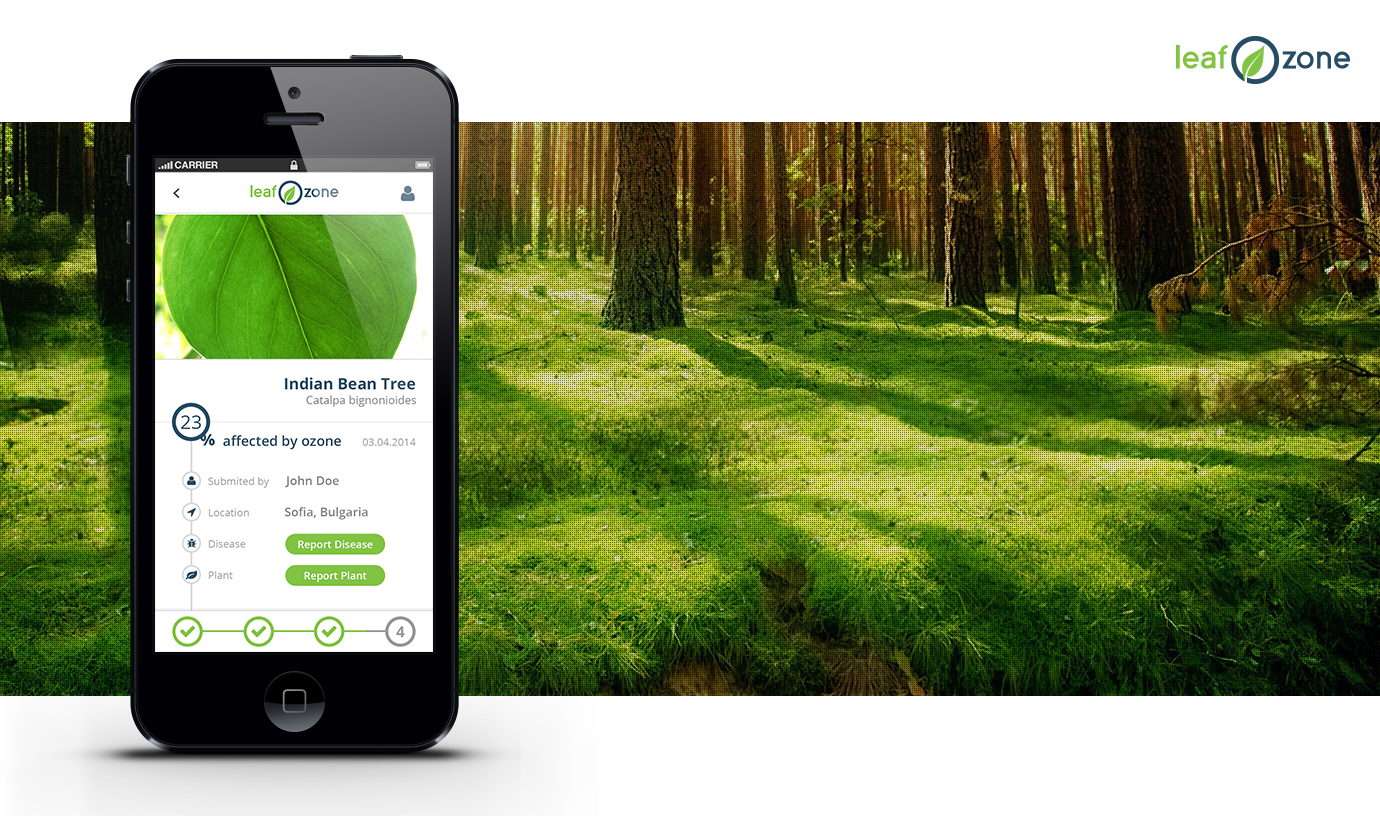 leaf zone
CARRIER
leaf zone
Indian Bean Tree
Catalpa bignonioides
23
% affected by ozone 03.04.2014
Submited by John Doe
Location Sofia, Bulgaria
Disease Report Disease
Plant Report Plant
4